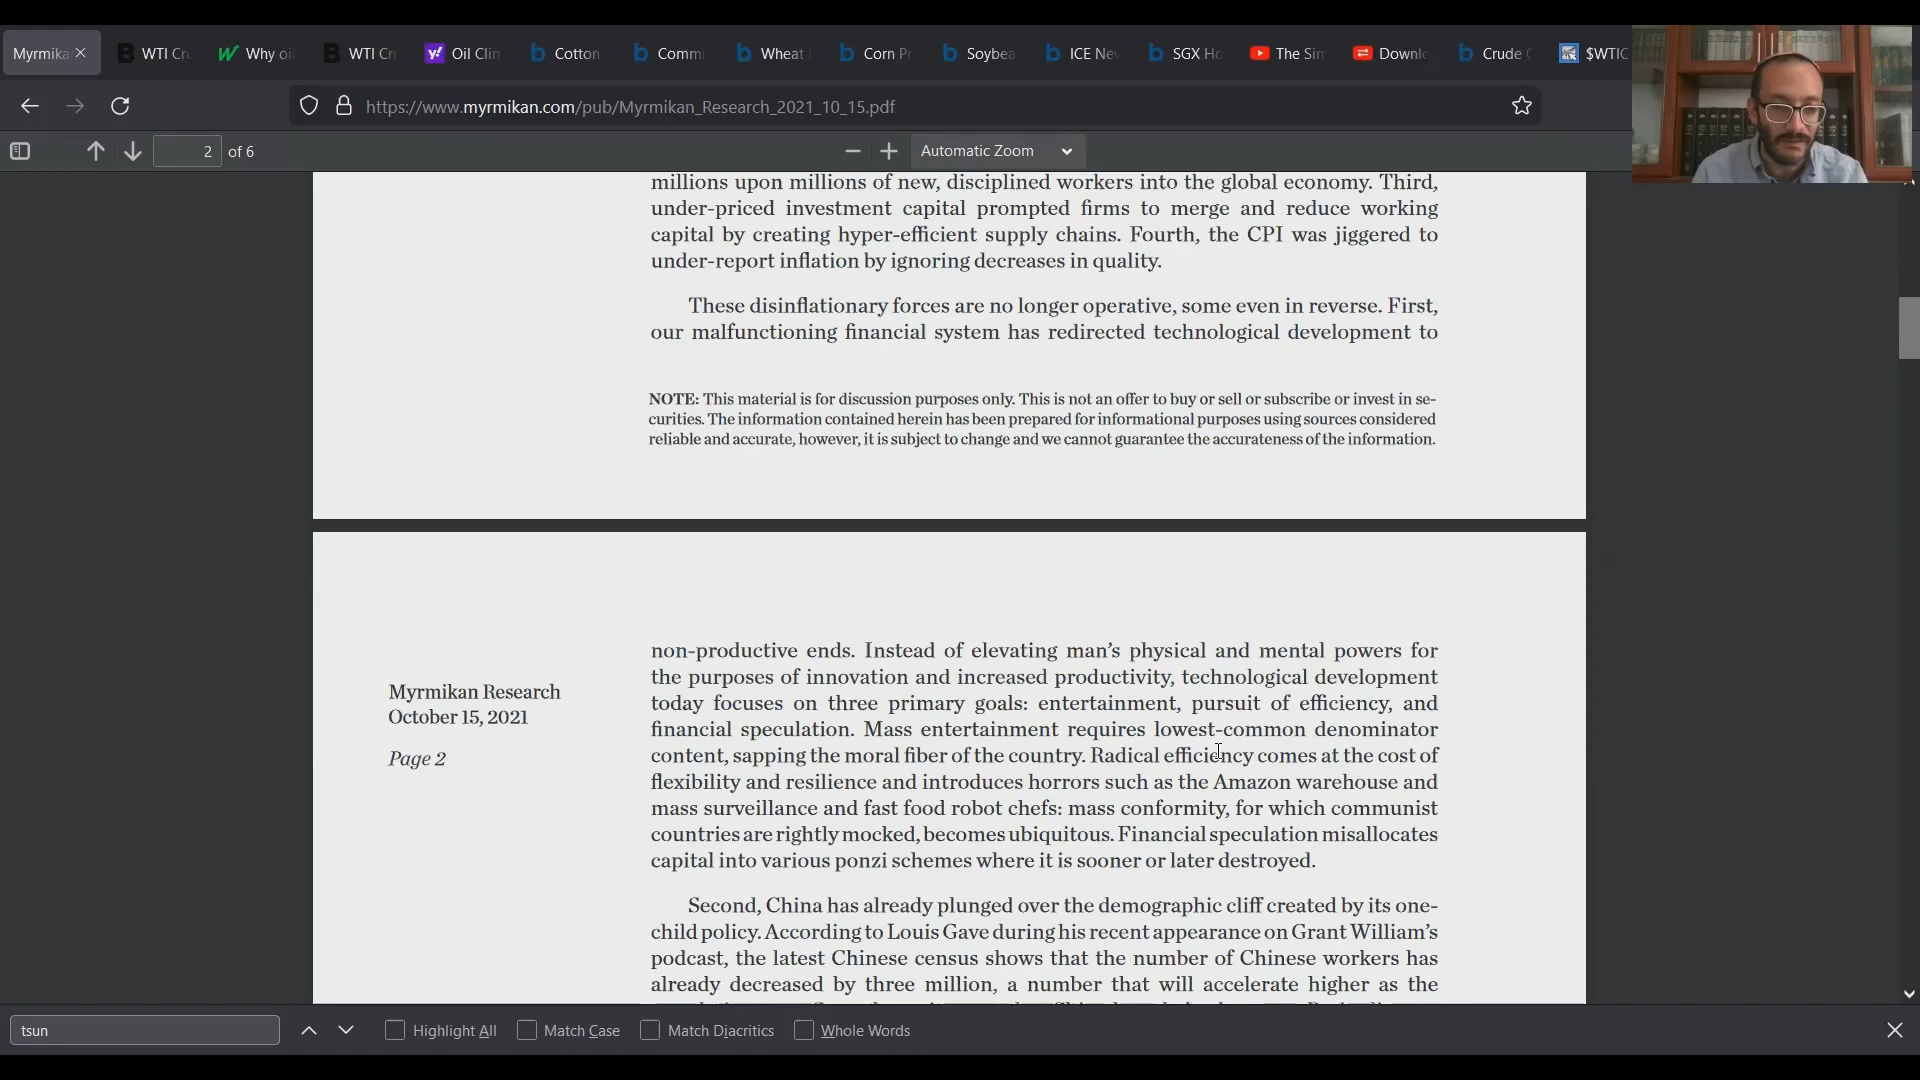 Myrmika
WTI Cru
Why oi
WTI Cr
Oil Clim
Cotton
Commi
Wheat
Corn Pr
Soybea
ICE Nev
SGX Ho
The Sim
Downlo
Crude
$WTIC
https://www.myrmikan.com/pub/Myrmikan_Research_2021_10_15.pdf
2 of 6
Automatic Zoom
millions upon millions of new, disciplined workers into the global economy. Third,
under-priced investment capital prompted firms to merge and reduce working
capital by creating hyper-efficient supply chains. Fourth, the CPI was jiggered to
under-report inflation by ignoring decreases in quality.
These disinflationary forces are no longer operative, some even in reverse. First,
our malfunctioning financial system has redirected technological development to
NOTE: This material is for discussion purposes only. This is not an offer to buy or sell or subscribe or invest in se-
curities. The information contained herein has been prepared for informational purposes using sources considered
reliable and accurate, however, it is subject to change and we cannot guarantee the accurateness of the information.
Myrmikan Research
October 15, 2021
Page 2
non-productive ends. Instead of elevating man's physical and mental powers for
the purposes of innovation and increased productivity, technological development
today focuses on three primary goals: entertainment, pursuit of efficiency, and
financial speculation. Mass entertainment requires lowest-common denominator
content, sapping the moral fiber of the country. Radical efficiency comes at the cost of
flexibility and resilience and introduces horrors such as the Amazon warehouse and
mass surveillance and fast food robot chefs: mass conformity, for which communist
countries are rightly mocked, becomes ubiquitous. Financial speculation misallocates
capital into various ponzi schemes where it is sooner or later destroyed.
Second, China has already plunged over the demographic cliff created by its one-
child policy. According to Louis Gave during his recent appearance on Grant William's
podcast, the latest Chinese census shows that the number of Chinese workers has
already decreased by three million, a number that will accelerate higher as the
tsun
Highlight All
Match Case
Match Diacritics
Whole Words